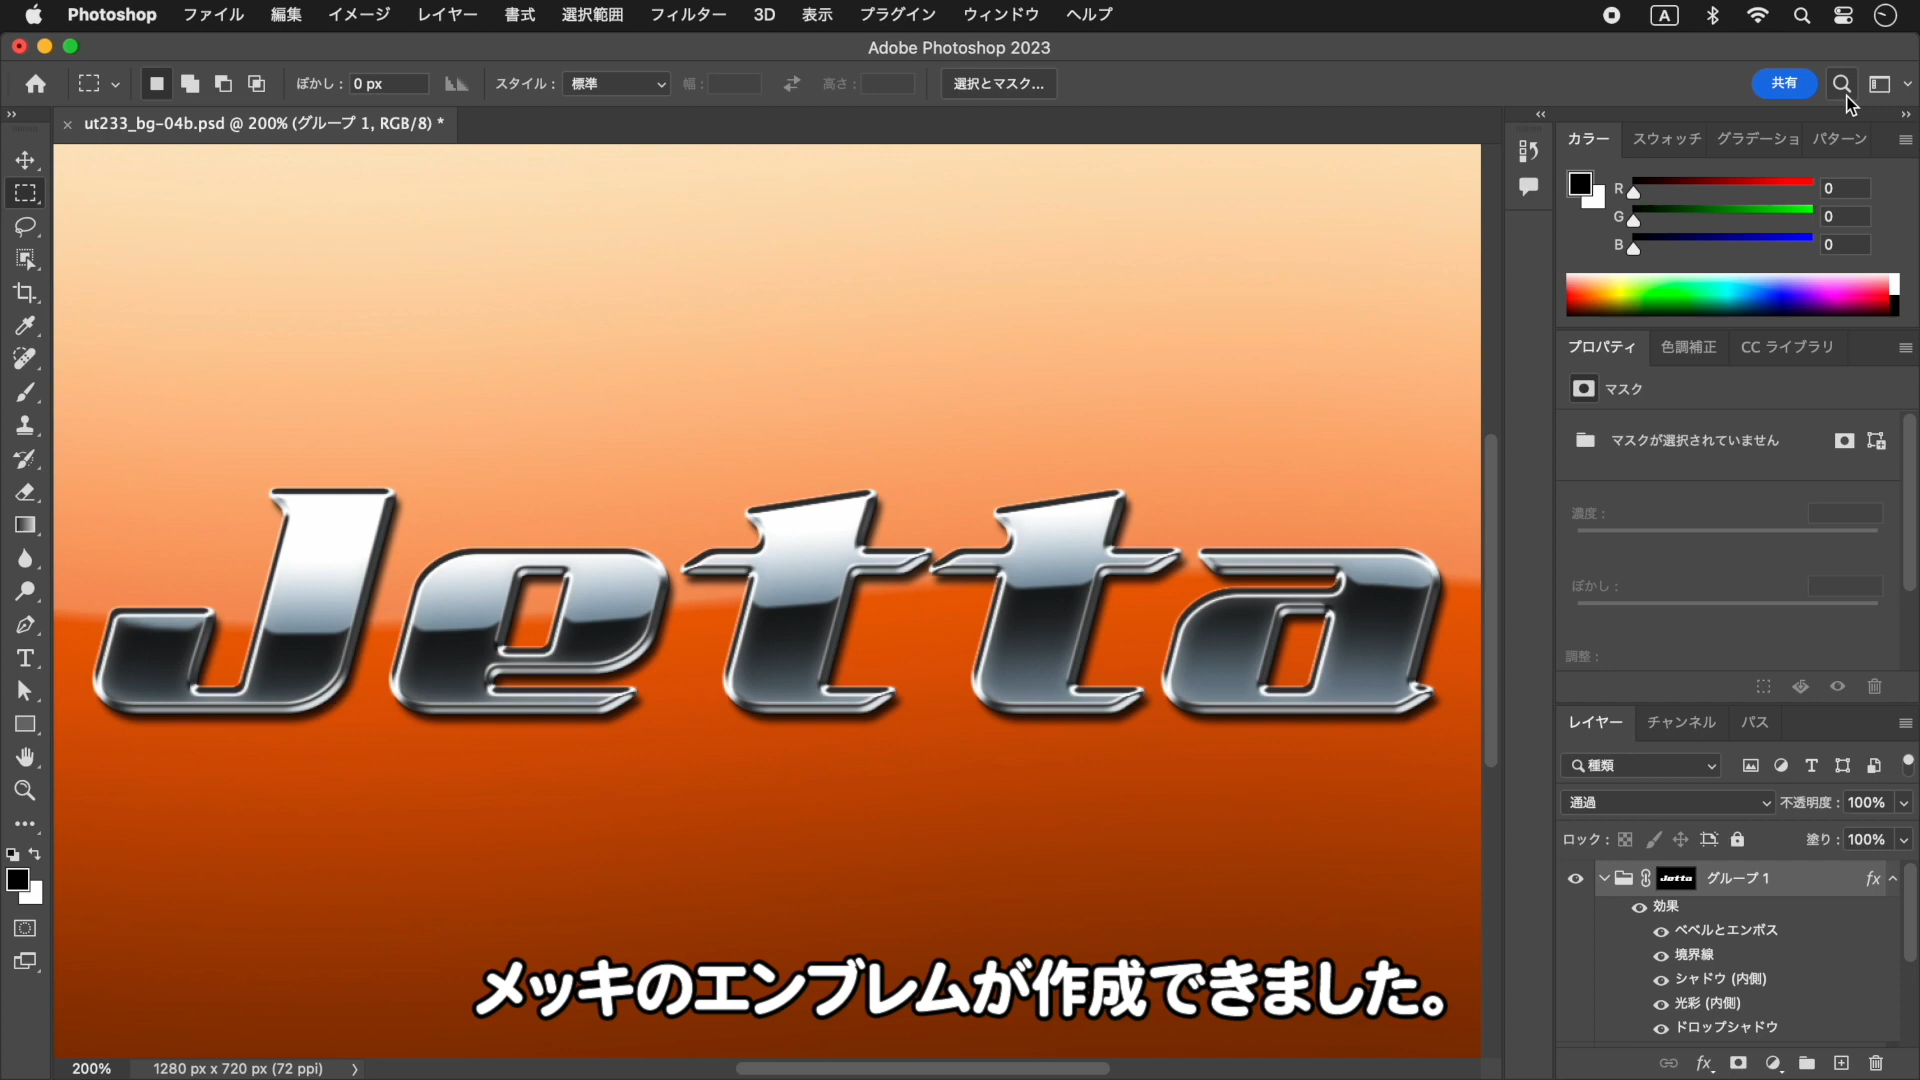 Photoshop ファイル 編集 イメージ レイヤー 書式 選択範囲 フィルター 3D 表示 プラグイン ウィンドウ ヘルプ A
Adobe Photoshop 2023
ぼかし : 0 px スタイル : 標準 幅 : 高さ : 選択とマスク... 共有
ut233_bg-04b.psd @ 200% (グループ 1, RGB/8) *
カラー スウォッチ グラデーショ パターン
R 0
G 0
B 0
プロパティ 色調補正 CC ライブラリ
マスク
マスクが選択されていません
濃度 :
ぼかし :
調整 :
Jetta
レイヤー チャンネル パス
種類
通過 不透明度 : 100%
ロック : 塗り : 100%
Jetta グループ 1 fx
効果
ベベルとエンボス
境界線
シャドウ (内側)
光彩 (内側)
ドロップシャドウ
メッキのエンブレムが作成できました。
200% 1280 px x 720 px (72 ppi)
fx